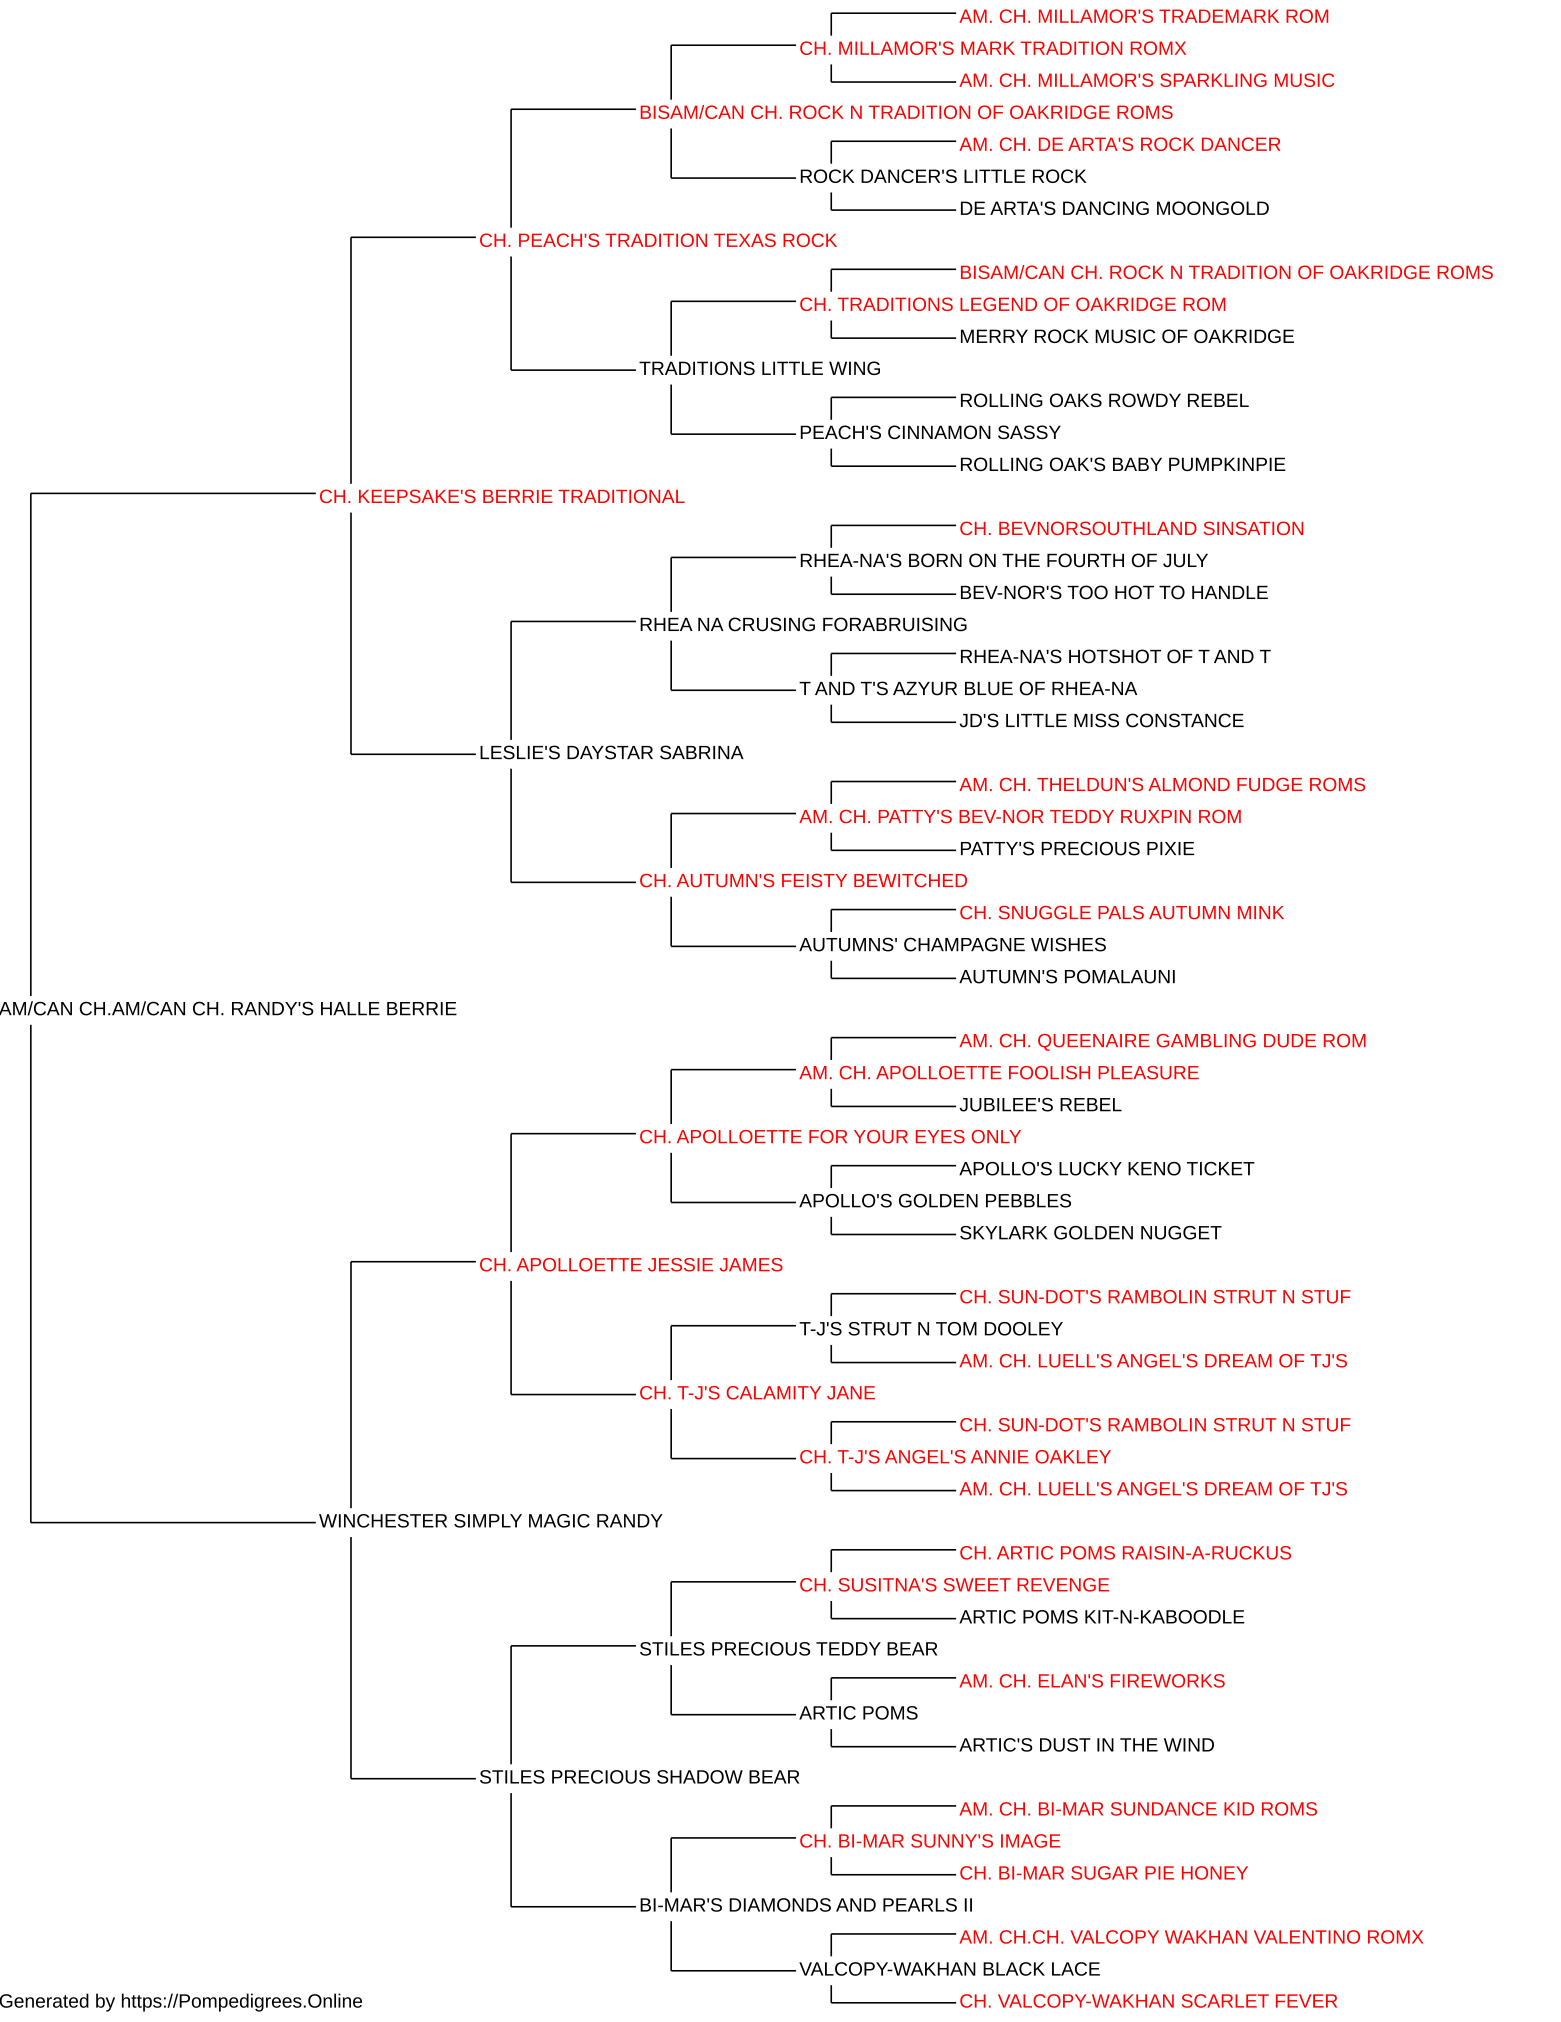 AM. CH. MILLAMOR'S TRADEMARK ROM
CH. MILLAMOR'S MARK TRADITION ROMX
AM. CH. MILLAMOR'S SPARKLING MUSIC
BISAM/CAN CH. ROCK N TRADITION OF OAKRIDGE ROMS
AM. CH. DE ARTA'S ROCK DANCER
ROCK DANCER'S LITTLE ROCK
DE ARTA'S DANCING MOONGOLD
CH. PEACH'S TRADITION TEXAS ROCK
BISAM/CAN CH. ROCK N TRADITION OF OAKRIDGE ROMS
CH. TRADITIONS LEGEND OF OAKRIDGE ROM
MERRY ROCK MUSIC OF OAKRIDGE
TRADITIONS LITTLE WING
ROLLING OAKS ROWDY REBEL
PEACH'S CINNAMON SASSY
ROLLING OAK'S BABY PUMPKINPIE
CH. KEEPSAKE'S BERRIE TRADITIONAL
CH. BEVNORSOUTHLAND SINSATION
RHEA-NA'S BORN ON THE FOURTH OF JULY
BEV-NOR'S TOO HOT TO HANDLE
RHEA NA CRUSING FORABRUISING
RHEA-NA'S HOTSHOT OF T AND T
T AND T'S AZYUR BLUE OF RHEA-NA
JD'S LITTLE MISS CONSTANCE
LESLIE'S DAYSTAR SABRINA
AM. CH. THELDUN'S ALMOND FUDGE ROMS
AM. CH. PATTY'S BEV-NOR TEDDY RUXPIN ROM
PATTY'S PRECIOUS PIXIE
CH. AUTUMN'S FEISTY BEWITCHED
CH. SNUGGLE PALS AUTUMN MINK
AUTUMNS' CHAMPAGNE WISHES
AUTUMN'S POMALAUNI
AM/CAN CH.AM/CAN CH. RANDY'S HALLE BERRIE
AM. CH. QUEENAIRE GAMBLING DUDE ROM
AM. CH. APOLLOETTE FOOLISH PLEASURE
JUBILEE'S REBEL
CH. APOLLOETTE FOR YOUR EYES ONLY
APOLLO'S LUCKY KENO TICKET
APOLLO'S GOLDEN PEBBLES
SKYLARK GOLDEN NUGGET
CH. APOLLOETTE JESSIE JAMES
CH. SUN-DOT'S RAMBOLIN STRUT N STUF
T-J'S STRUT N TOM DOOLEY
AM. CH. LUELL'S ANGEL'S DREAM OF TJ'S
CH. T-J'S CALAMITY JANE
CH. SUN-DOT'S RAMBOLIN STRUT N STUF
CH. T-J'S ANGEL'S ANNIE OAKLEY
AM. CH. LUELL'S ANGEL'S DREAM OF TJ'S
WINCHESTER SIMPLY MAGIC RANDY
CH. ARTIC POMS RAISIN-A-RUCKUS
CH. SUSITNA'S SWEET REVENGE
ARTIC POMS KIT-N-KABOODLE
STILES PRECIOUS TEDDY BEAR
AM. CH. ELAN'S FIREWORKS
ARTIC POMS
ARTIC'S DUST IN THE WIND
STILES PRECIOUS SHADOW BEAR
AM. CH. BI-MAR SUNDANCE KID ROMS
CH. BI-MAR SUNNY'S IMAGE
CH. BI-MAR SUGAR PIE HONEY
BI-MAR'S DIAMONDS AND PEARLS II
AM. CH.CH. VALCOPY WAKHAN VALENTINO ROMX
VALCOPY-WAKHAN BLACK LACE
CH. VALCOPY-WAKHAN SCARLET FEVER
Generated by https://Pompedigrees.Online